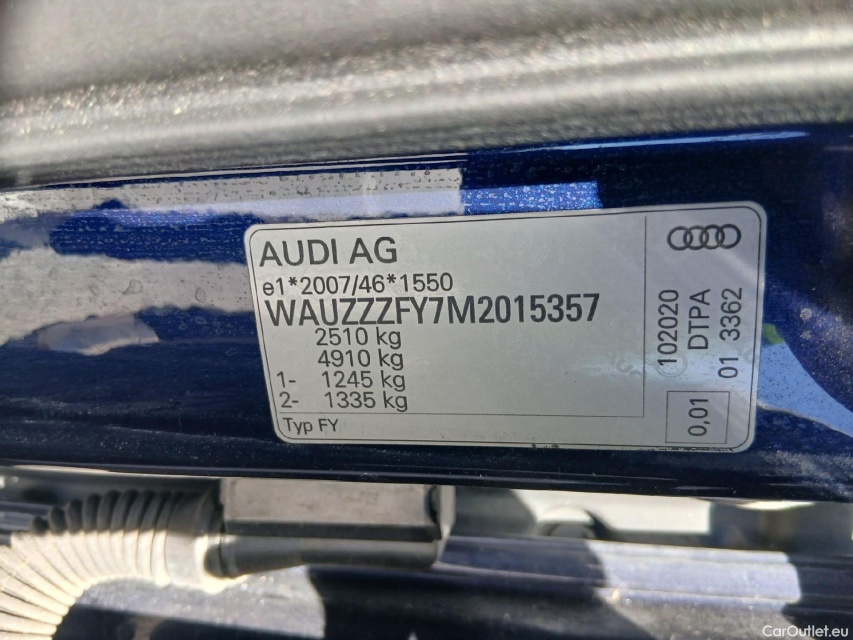 AUDI AG
e1*2007/46*1550
WAUZZZFY7M2015357
2510 kg
4910 kg
1- 1245 kg
2- 1335 kg
Typ FY
102020
DTPA
01 3362
0,01
CarOutlet.eu